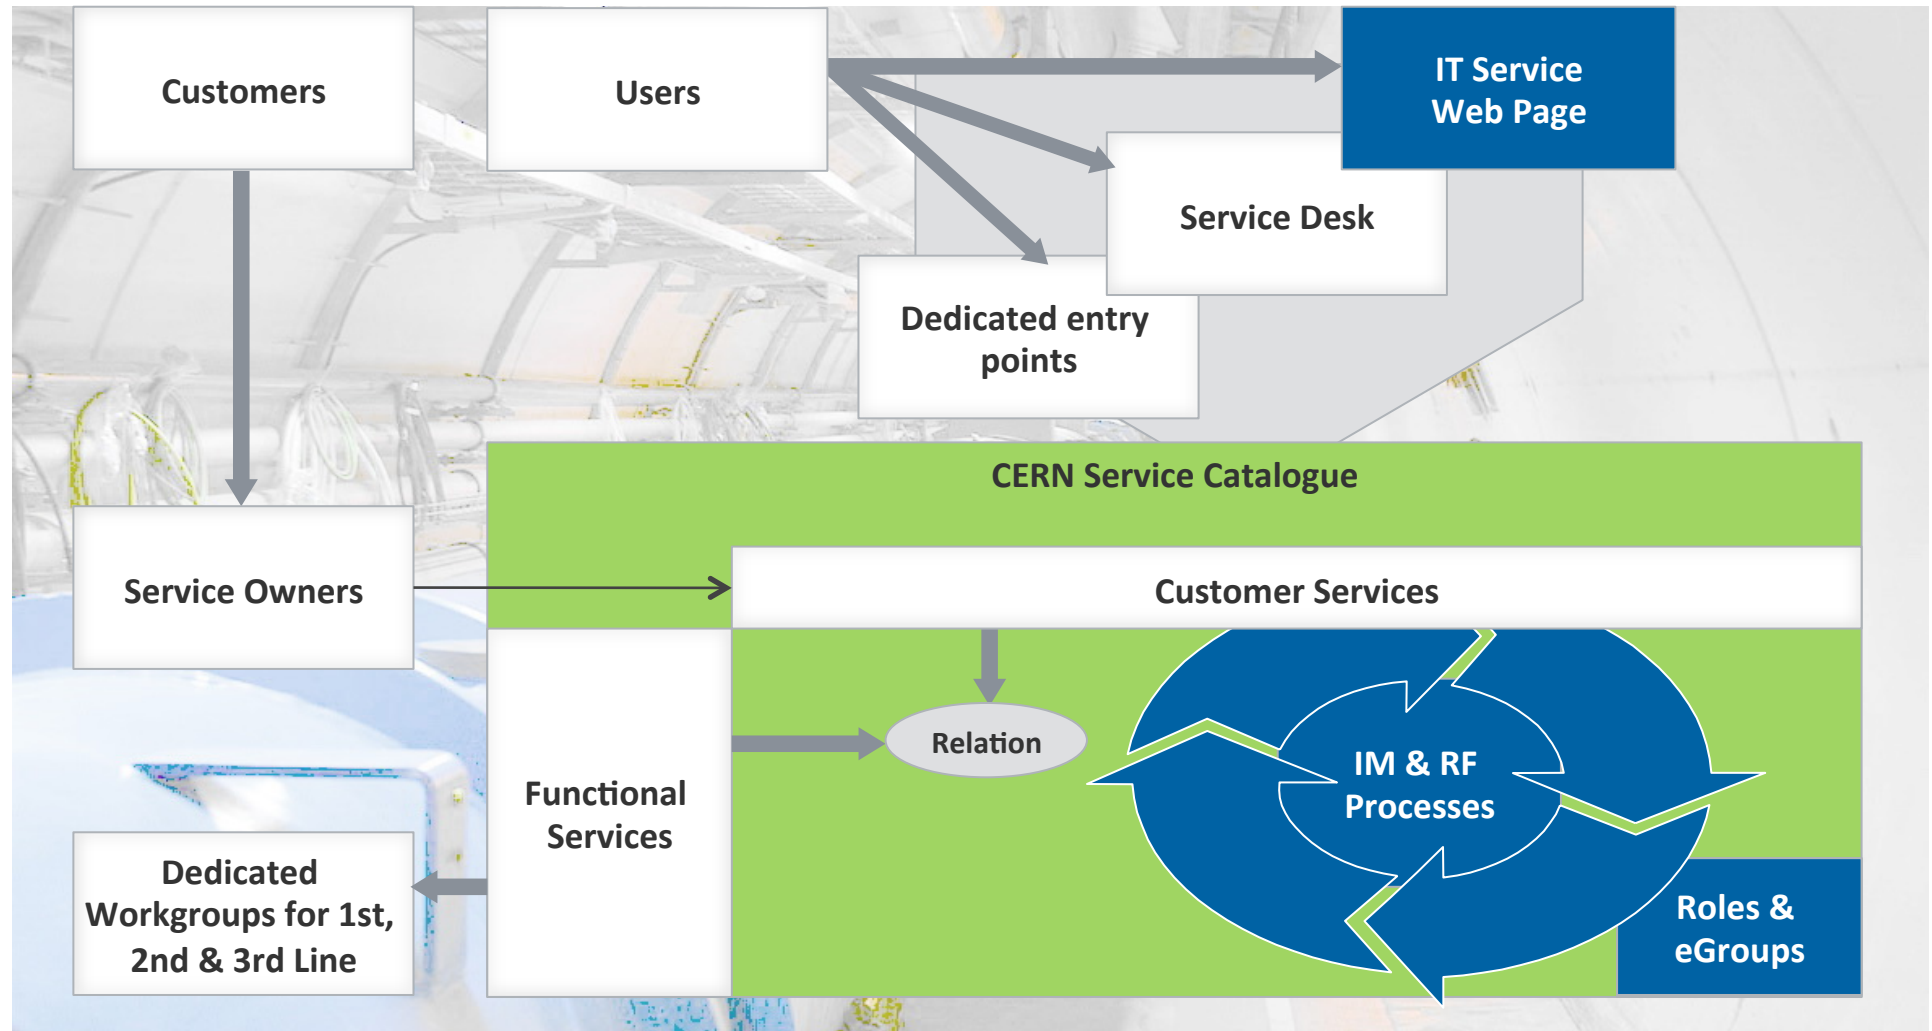 Customers
Users
IT Service
Web Page
Service Desk
Dedicated entry
points
CERN Service Catalogue
Service Owners
Customer Services
Relation
Functional
Services
IM & RF
Processes
Dedicated
Workgroups for 1st,
2nd & 3rd Line
Roles &
eGroups